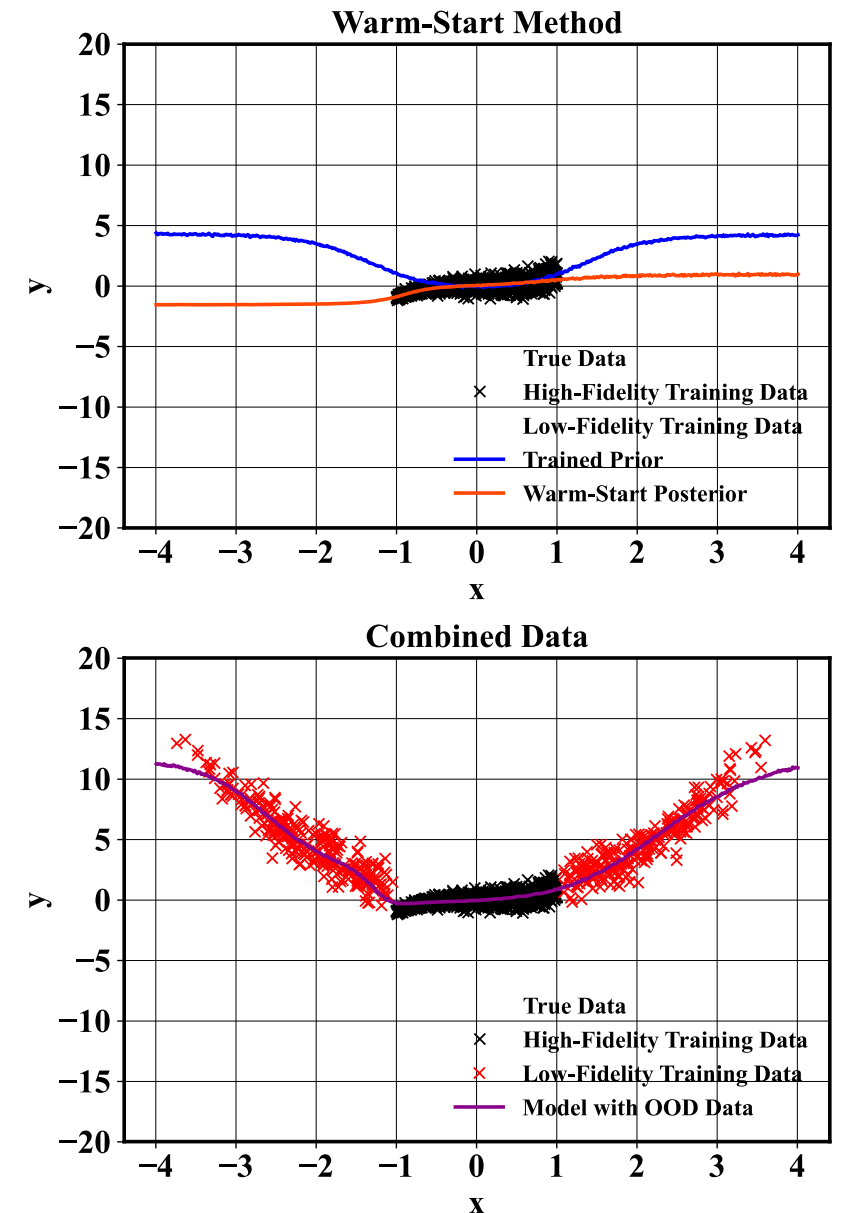 Warm-Start Method
20
15
10
5
0
−5
−10
−15
−20
y
True Data
High-Fidelity Training Data
Low-Fidelity Training Data
Trained Prior
Warm-Start Posterior
−4 −3 −2 −1 0 1 2 3 4
x
Combined Data
20
15
10
5
0
−5
−10
−15
−20
y
True Data
High-Fidelity Training Data
Low-Fidelity Training Data
Model with OOD Data
−4 −3 −2 −1 0 1 2 3 4
x